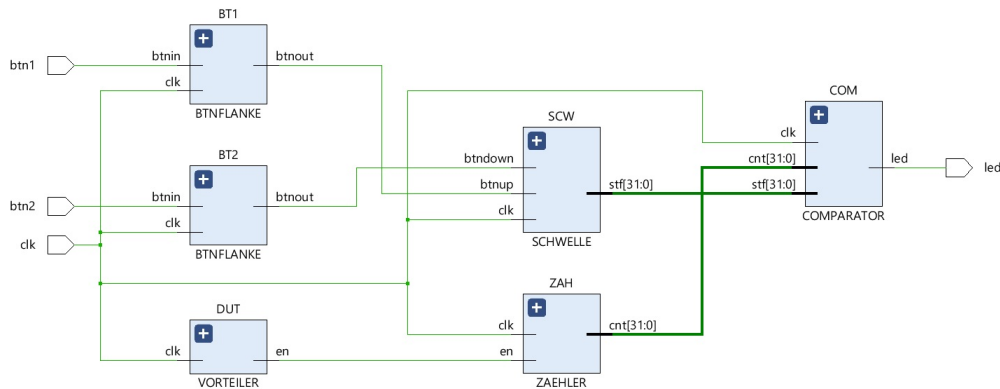 BT1
btn1
btnin
btnout
clk
BTNFLANKE
BT2
btn2
btnin
btnout
clk
clk
BTNFLANKE
DUT
clk
en
VORTEILER
SCW
btndown
btnup
stf[31:0]
clk
SCHWELLE
ZAH
clk
cnt[31:0]
en
ZAEHLER
COM
clk
cnt[31:0]
led
led
stf[31:0]
COMPARATOR